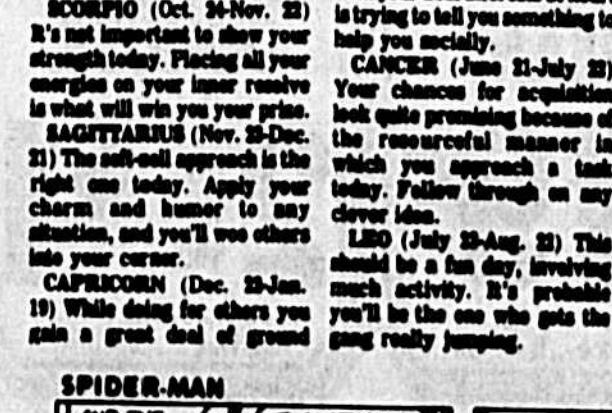 SCORPIO (Oct. 24-Nov. 22)
It's not important to show your
strength today. Placing all your
energies on your inner resolve
is what will win you your prize.
SAGITTARIUS (Nov. 23-Dec.
21) The soft-sell approach is the
right one today. Apply your
charm and humor to any
situation, and you'll woo others
into your corner.
CAPRICORN (Dec. 22-Jan.
19) While doing for others you
gain a great deal of ground
is trying to tell you something to
help you socially.
CANCER (June 21-July 22)
Your chances for acquisition
look quite promising because of
the resourceful manner in
which you approach a task
today. Follow through on any
clever idea.
LEO (July 23-Aug. 22) This
should be a fun day, involving
much activity. It's probable
you'll be the one who gets the
gang really jumping.
SPIDER-MAN